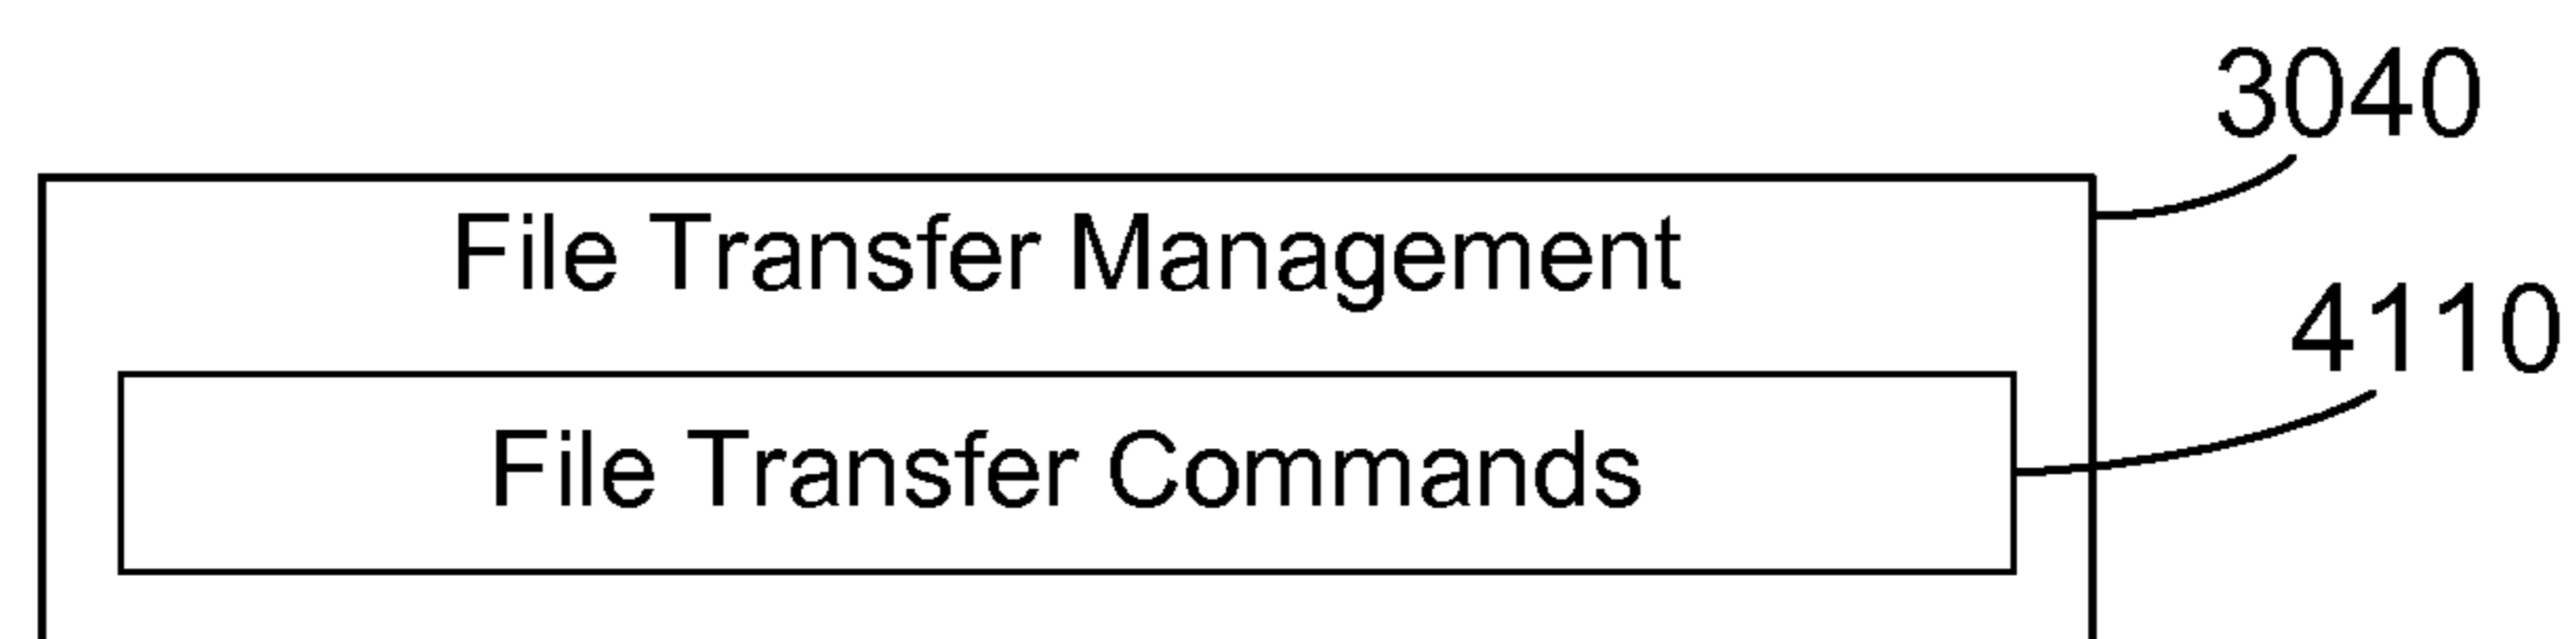 3040
File Transfer Management
4110
File Transfer Commands